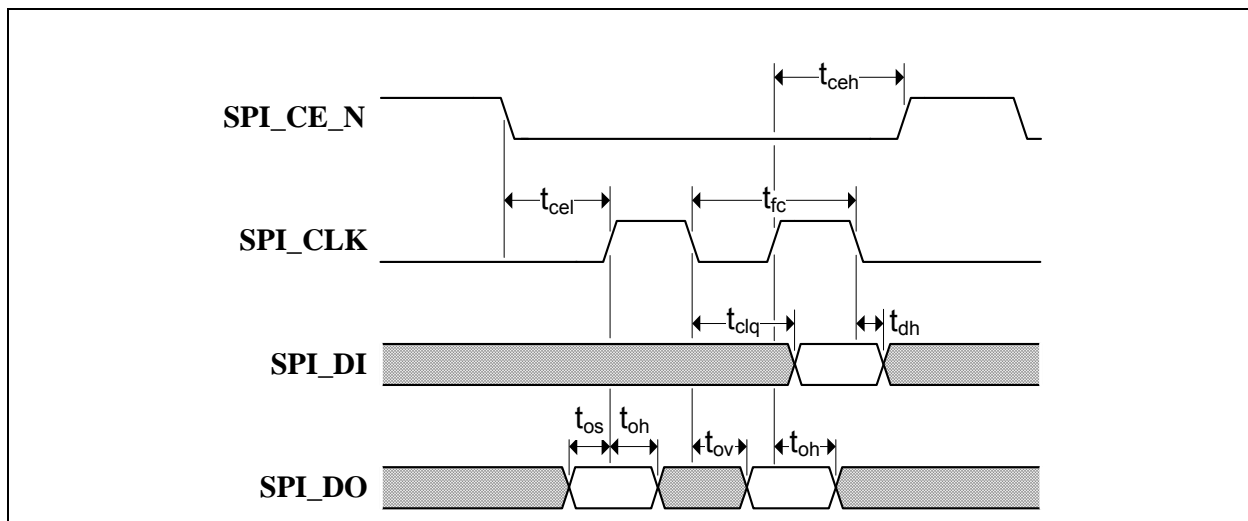 t_ceh
SPI_CE_N
t_cel
t_fc
SPI_CLK
t_clq
t_dh
SPI_DI
t_os
t_oh
t_ov
t_oh
SPI_DO